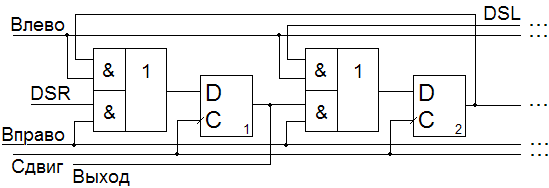 DSL
Влево
...
& 1 & 1
D D
DSR & & ...
C 1 C 2
Вправо
...
Сдвиг ...
Выход